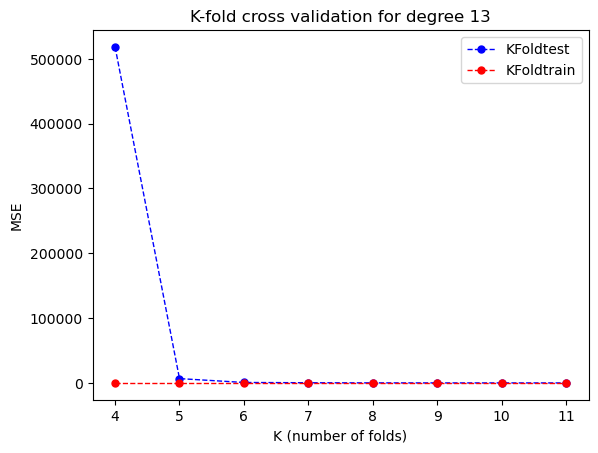 K-fold cross validation for degree 13
KFoldtest
KFoldtrain
500000
400000
300000
200000
100000
0
MSE
4 5 6 7 8 9 10 11
K (number of folds)